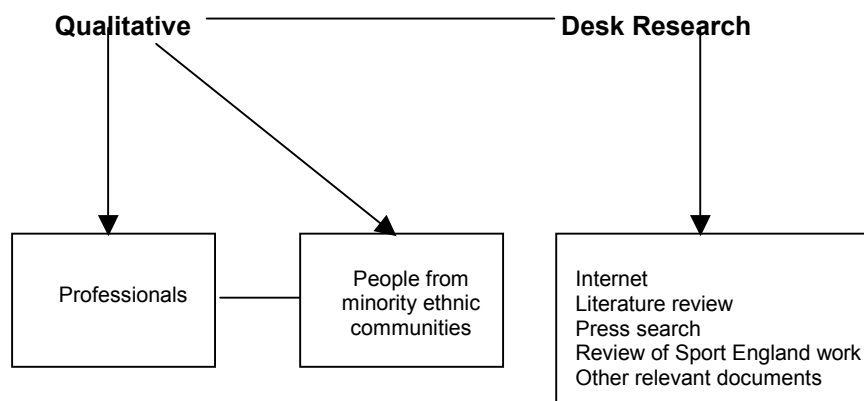 Qualitative
Desk Research
Professionals
People from
minority ethnic
communities
Internet
Literature review
Press search
Review of Sport England work
Other relevant documents